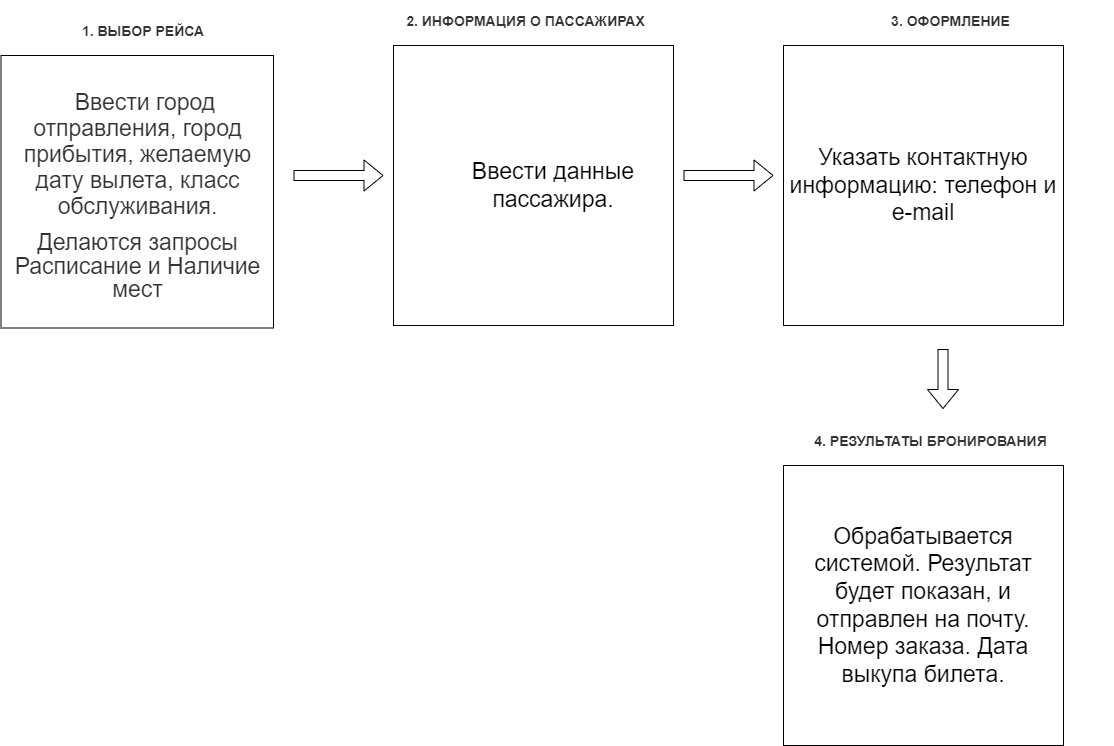 1. ВЫБОР РЕЙСА
Ввести город
отправления, город
прибытия, желаемую
дату вылета, класс
обслуживания.
Делаются запросы
Расписание и Наличие
мест
2. ИНФОРМАЦИЯ О ПАССАЖИРАХ
Ввести данные
пассажира.
3. ОФОРМЛЕНИЕ
Указать контактную
информацию: телефон и
e-mail
4. РЕЗУЛЬТАТЫ БРОНИРОВАНИЯ
Обрабатывается
системой. Результат
будет показан, и
отправлен на почту.
Номер заказа. Дата
выкупа билета.